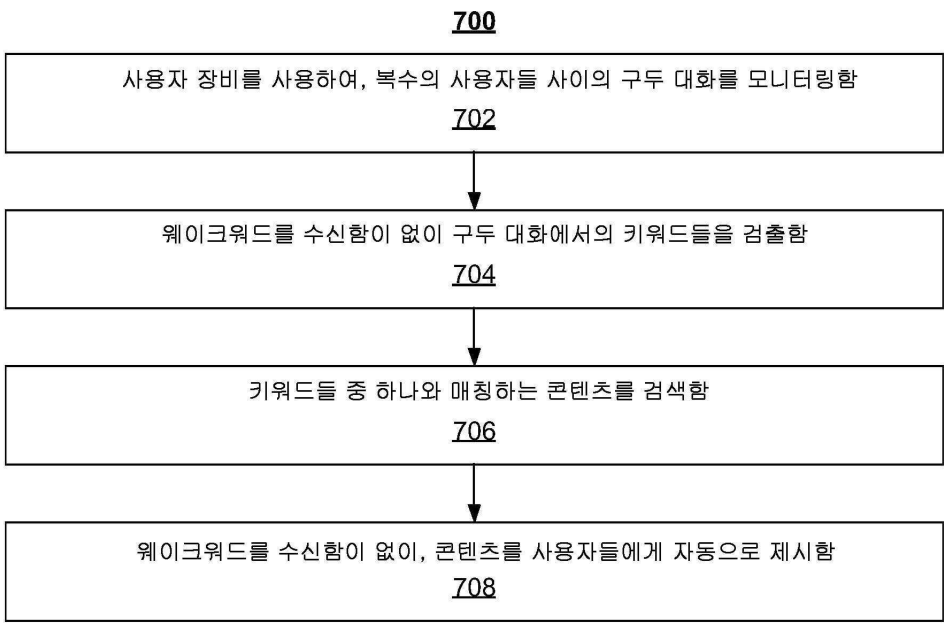 700
사용자 장비를 사용하여, 복수의 사용자들 사이의 구두 대화를 모니터링함
702
웨이크워드를 수신함이 없이 구두 대화에서의 키워드들을 검출함
704
키워드들 중 하나와 매칭하는 콘텐츠를 검색함
706
웨이크워드를 수신함이 없이, 콘텐츠를 사용자들에게 자동으로 제시함
708